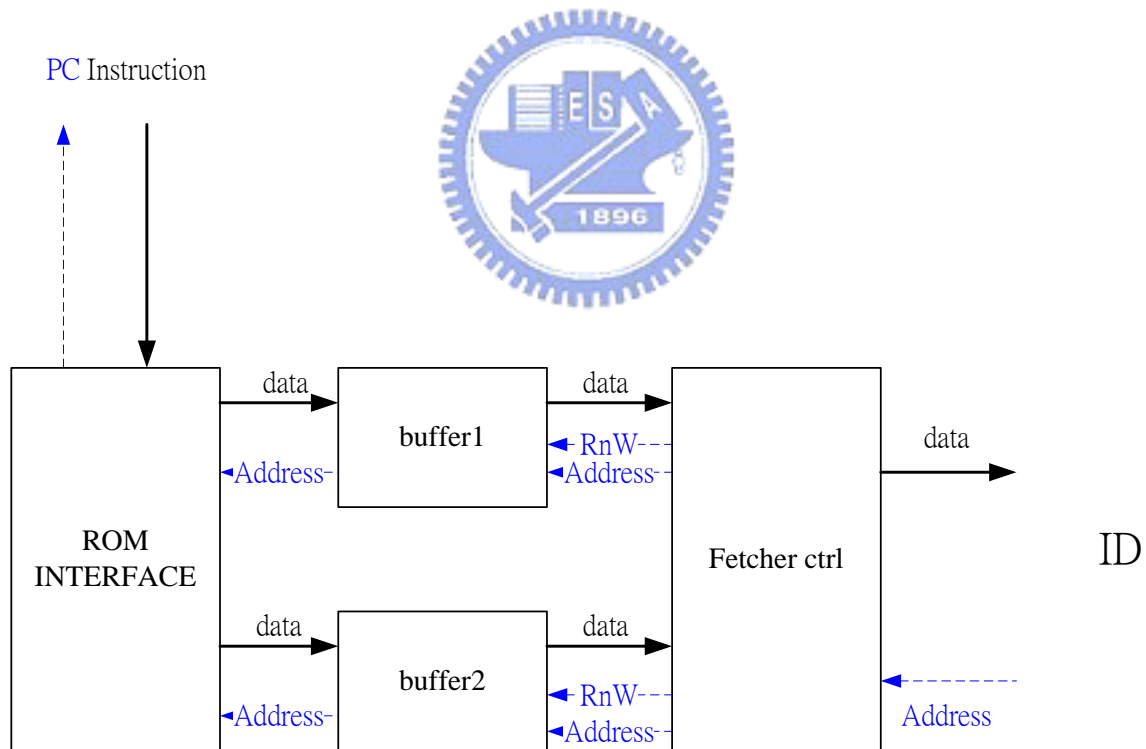 PC Instruction
E S A
1896
data
data
buffer1
RnW
data
Address
Address
ROM
INTERFACE
Fetcher ctrl
ID
data
data
buffer2
RnW
Address
Address
Address